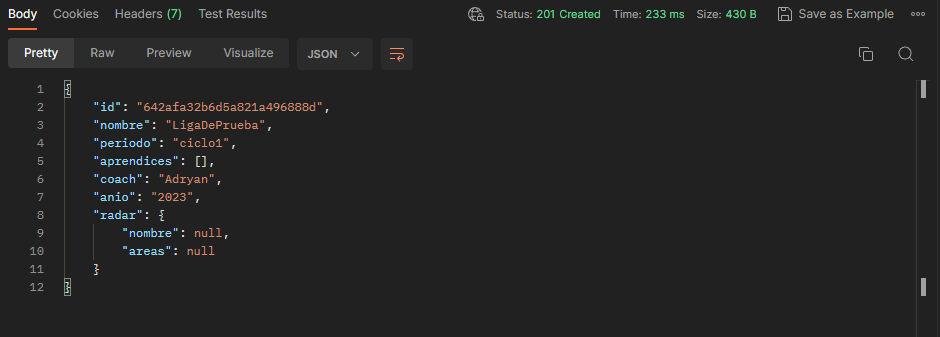 Body Cookies Headers (7) Test Results Status: 201 Created Time: 233 ms Size: 430 B Save as Example
Pretty Raw Preview Visualize JSON
1 {
2 "id": "642afa32b6d5a821a496888d",
3 "nombre": "LigaDePrueba",
4 "periodo": "ciclo1",
5 "aprendices": [],
6 "coach": "Adryan",
7 "anio": "2023",
8 "radar": {
9 "nombre": null,
10 "areas": null
11 }
12 }